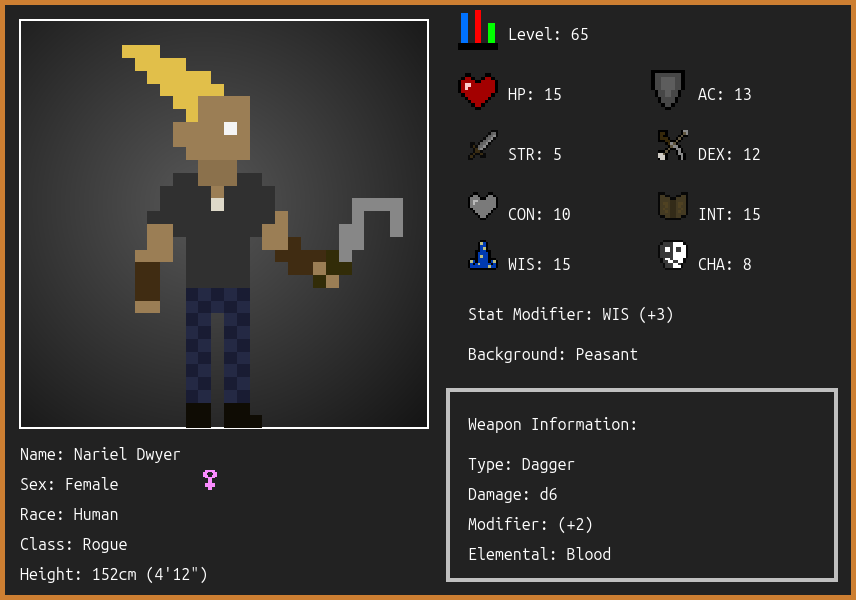 Level: 65
HP: 15
AC: 13
STR: 5
DEX: 12
CON: 10
INT: 15
WIS: 15
CHA: 8
Stat Modifier: WIS (+3)
Background: Peasant
Weapon Information:
Type: Dagger
Damage: d6
Modifier: (+2)
Elemental: Blood
Name: Nariel Dwyer
Sex: Female
Race: Human
Class: Rogue
Height: 152cm (4'12")